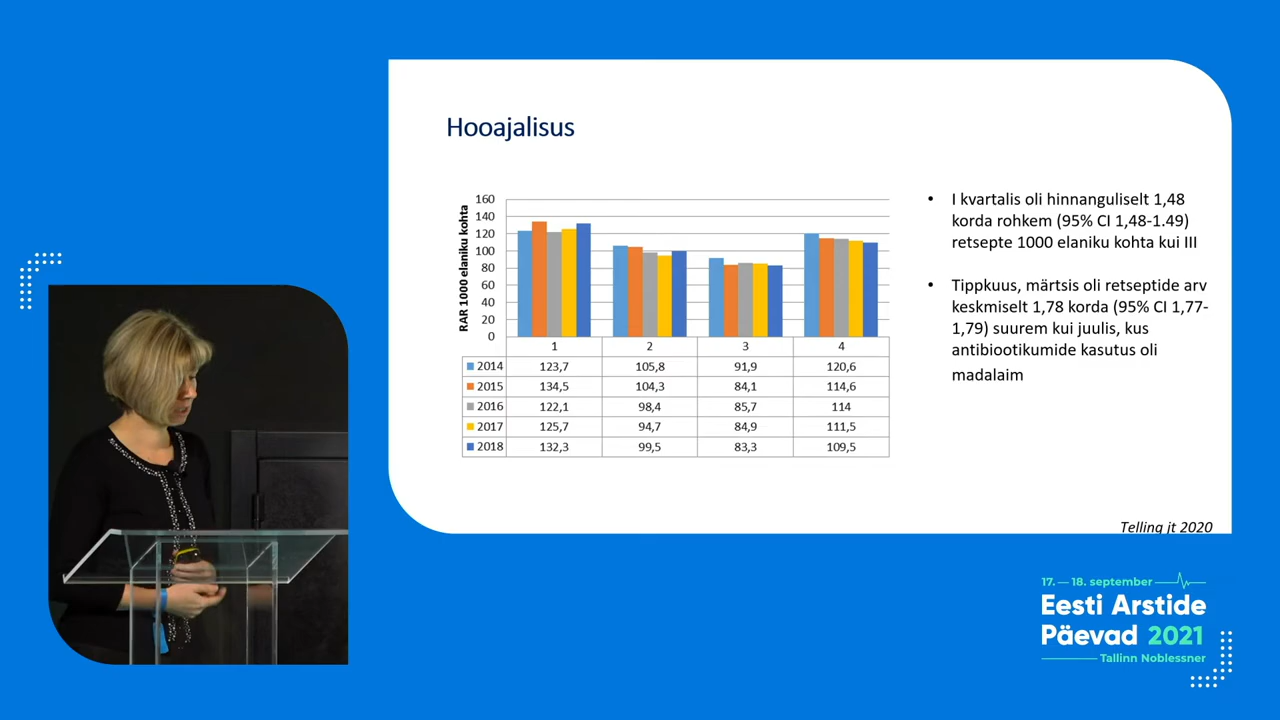 Hooajalisus
RAR 1000 elaniku kohta
160
140
120
100
80
60
40
20
0
1 2 3 4
2014 123,7 105,8 91,9 120,6
2015 134,5 104,3 84,1 114,6
2016 122,1 98,4 85,7 114
2017 125,7 94,7 84,9 111,5
2018 132,3 99,5 83,3 109,5
• I kvartalis oli hinnanguliselt 1,48
korda rohkem (95% CI 1,48-1.49)
retsepte 1000 elaniku kohta kui III
• Tippkuus, märtsis oli retseptide arv
keskmiselt 1,78 korda (95% CI 1,77-
1,79) suurem kui juulis, kus
antibiootikumide kasutus oli
madalaim
Telling jt 2020
17. — 18. september
Eesti Arstide
Päevad 2021
Tallinn Noblessner